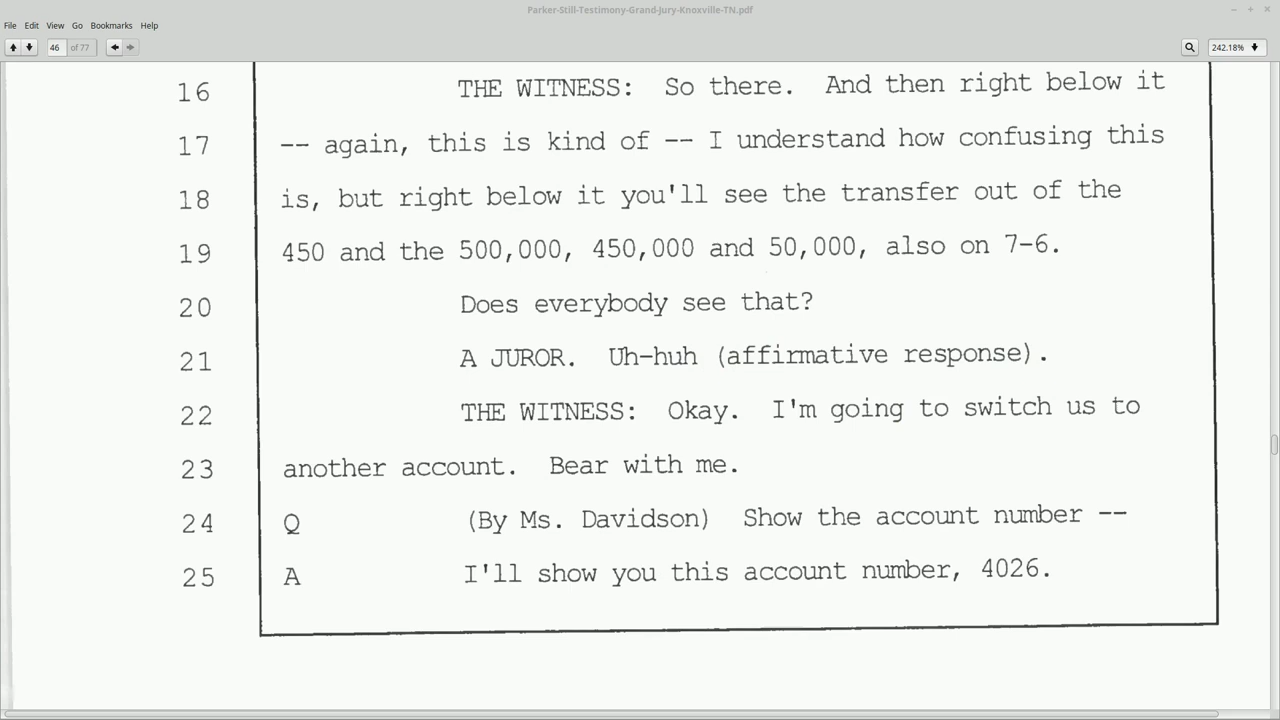 Parker-Still-Testimony-Grand-Jury-Knoxville-TN.pdf
File Edit View Go Bookmarks Help
46 of 77 242.18%
16 THE WITNESS: So there. And then right below it
17 -- again, this is kind of -- I understand how confusing this
18 is, but right below it you'll see the transfer out of the
19 450 and the 500,000, 450,000 and 50,000, also on 7-6.
20 Does everybody see that?
21 A JUROR. Uh-huh (affirmative response).
22 THE WITNESS: Okay. I'm going to switch us to
23 another account. Bear with me.
24 Q (By Ms. Davidson) Show the account number --
25 A I'll show you this account number, 4026.